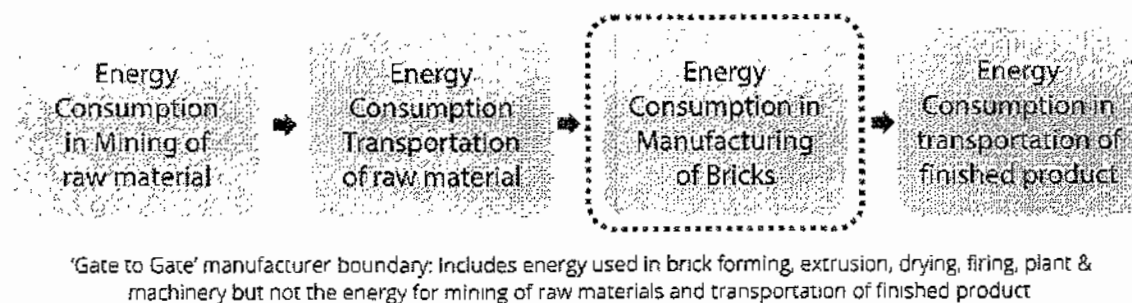 Energy
Consumption
in Mining of
raw material
Energy
Consumption
Transportation
of raw material
Energy
Consumption in
Manufacturing
of Bricks
Energy
Consumption in
transportation of
finished product
'Gate to Gate' manufacturer boundary: includes energy used in brick forming, extrusion, drying, firing, plant &
machinery but not the energy for mining of raw materials and transportation of finished product